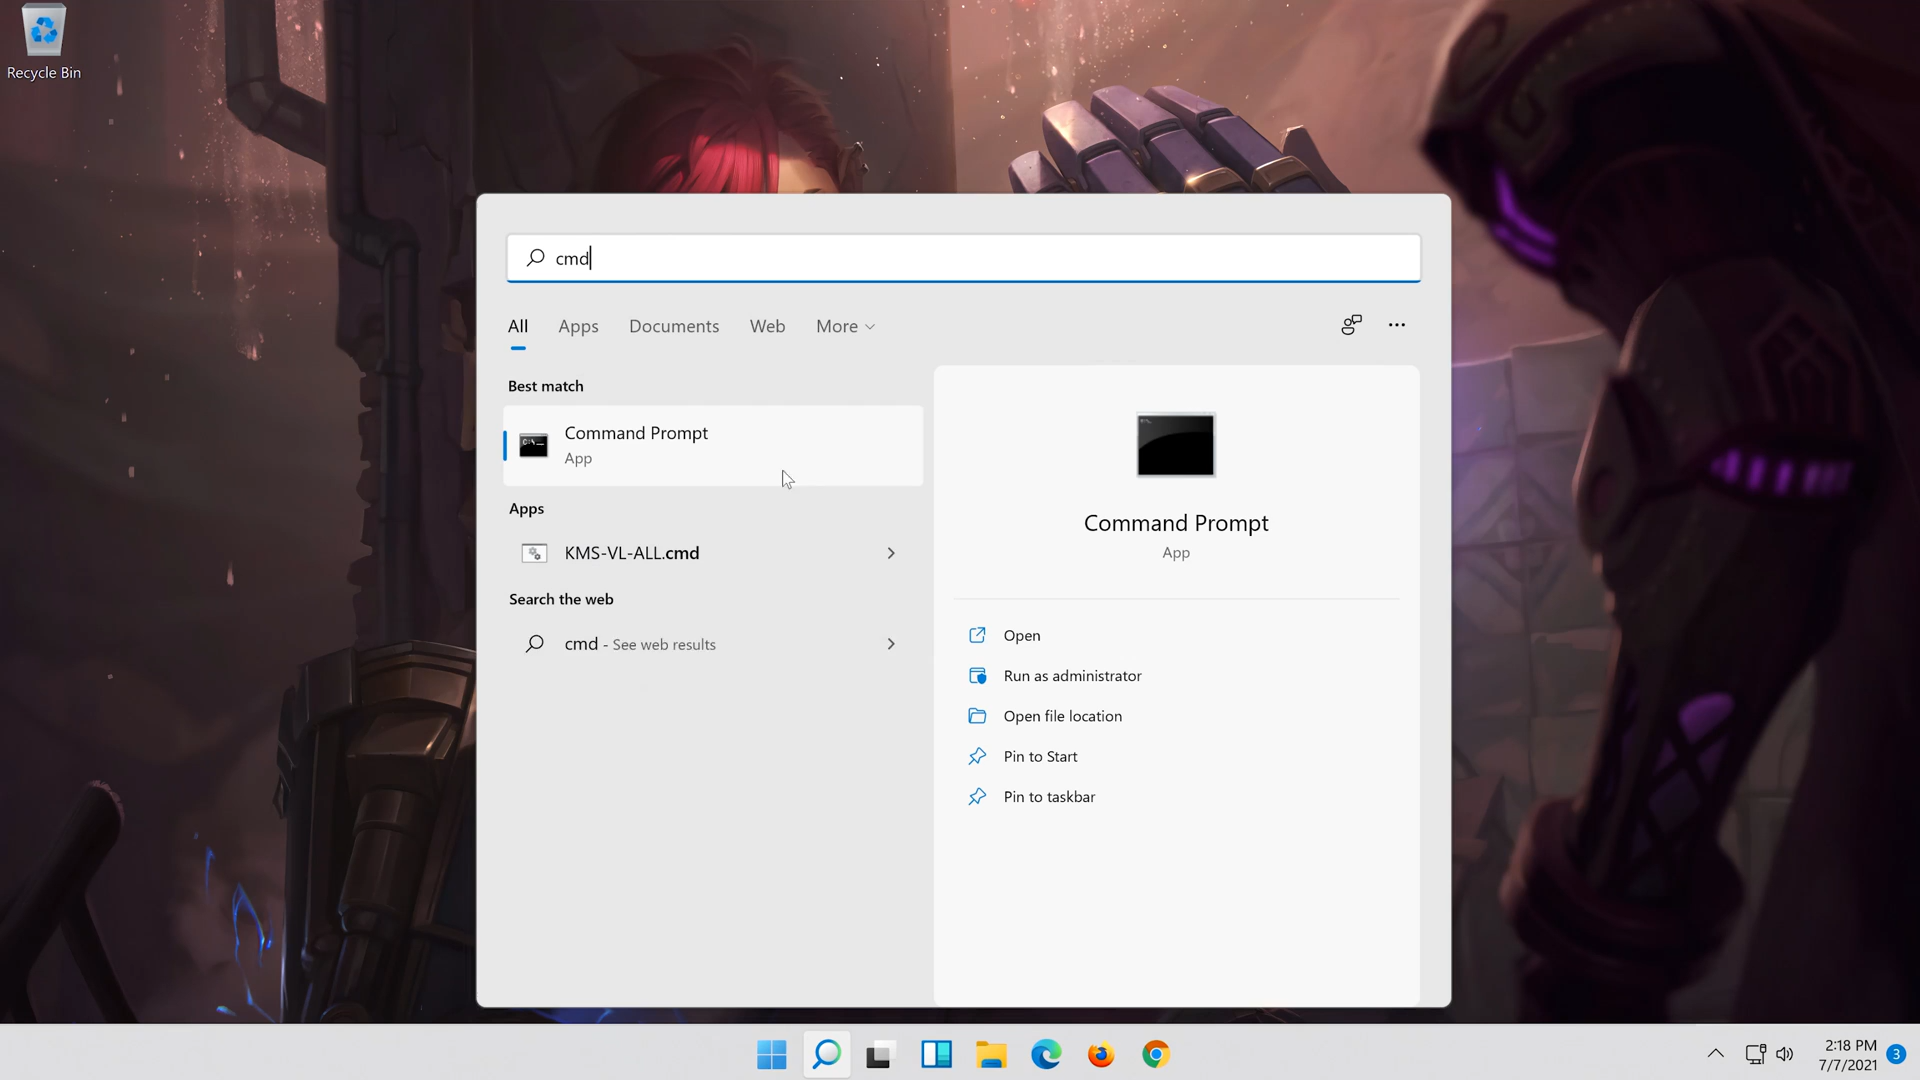 Recycle Bin
cmd
All Apps Documents Web More
Best match
Command Prompt
App
Apps
KMS-VL-ALL.cmd
Search the web
cmd - See web results
Command Prompt
App
Open
Run as administrator
Open file location
Pin to Start
Pin to taskbar
2:18 PM
7/7/2021
3